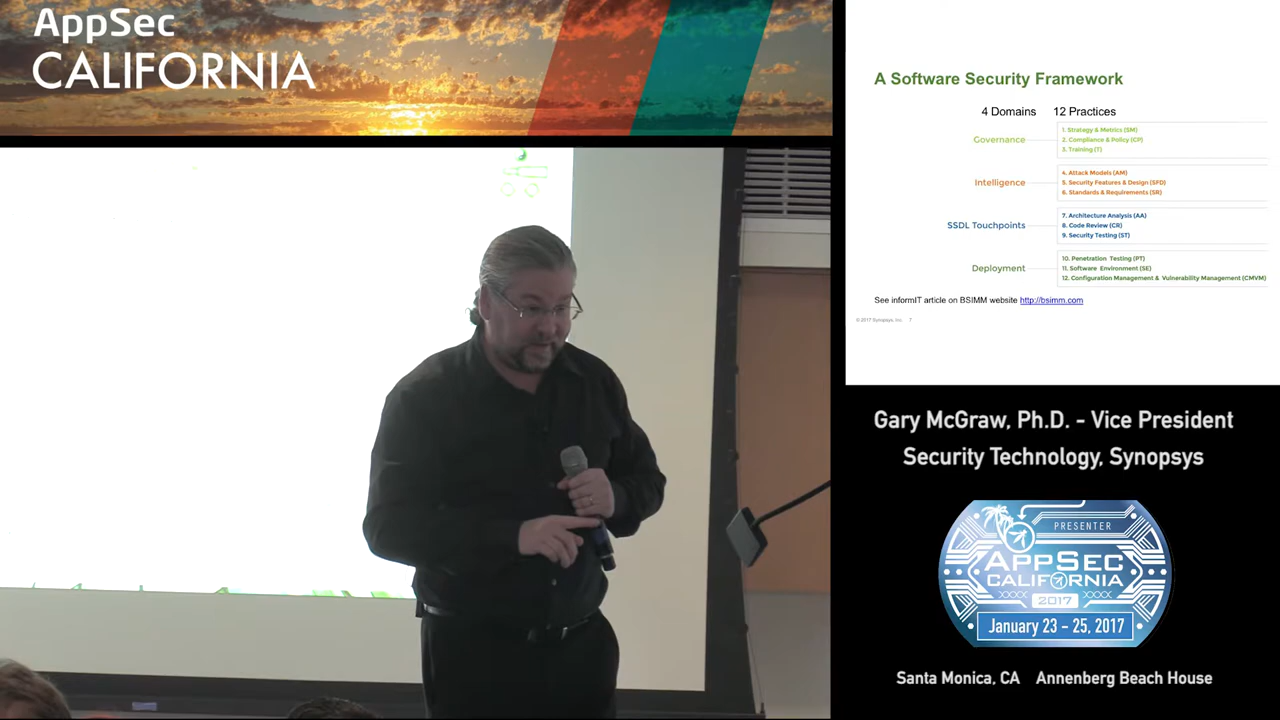 AppSec
CALIFORNIA
A Software Security Framework
4 Domains 12 Practices
Governance
1. Strategy & Metrics (SM)
2. Compliance & Policy (CP)
3. Training (T)
Intelligence
4. Attack Models (AM)
5. Security Features & Design (SFD)
6. Standards & Requirements (SR)
SSDL Touchpoints
7. Architecture Analysis (AA)
8. Code Review (CR)
9. Security Testing (ST)
Deployment
10. Penetration Testing (PT)
11. Software Environment (SE)
12. Configuration Management & Vulnerability Management (CMVM)
See informIT article on BSIMM website http://bsimm.com
© 2017 Synopsys, Inc. 7
Gary McGraw, Ph.D. - Vice President
Security Technology, Synopsys
PRESENTER
APPSEC
CALIFORNIA
2017
January 23 - 25, 2017
Santa Monica, CA Annenberg Beach House